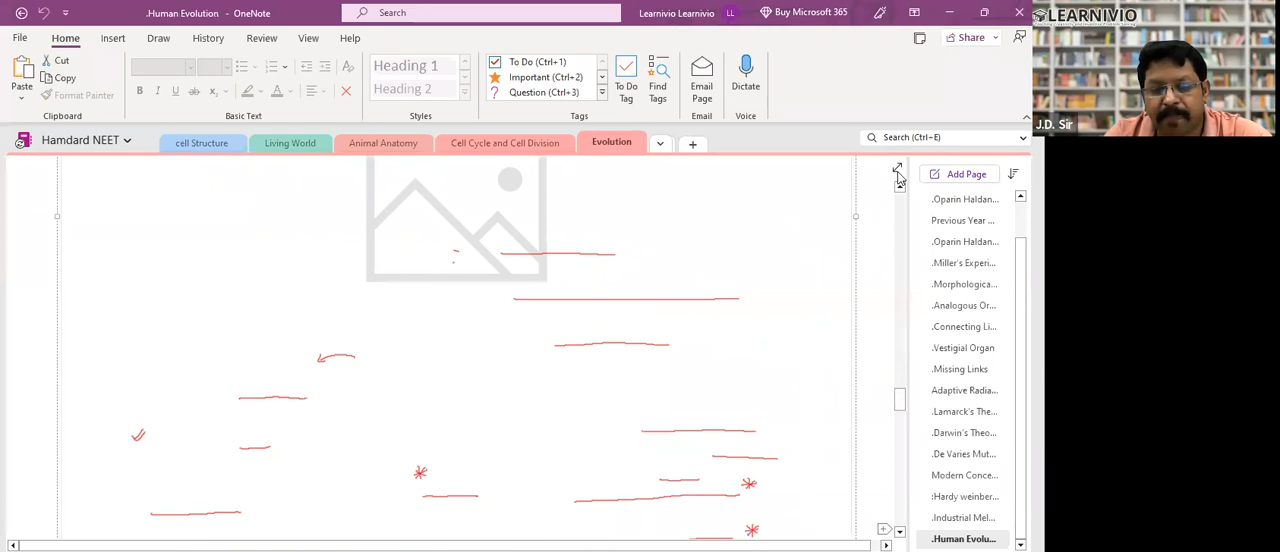 .Human Evolution - OneNote
Search
Learnivio Learnivio
LL
Buy Microsoft 365
LEARNIVIO
File
Home
Insert
Draw
History
Review
View
Help
Share
Paste
Cut
Copy
Format Painter
B
I
U
ab
x
A
Basic Text
Heading 1
Heading 2
Styles
To Do (Ctrl+1)
Important (Ctrl+2)
Question (Ctrl+3)
To Do
Tag
Find
Tags
Tags
Email
Page
Email
Dictate
Voice
J.D. Sir
Hamdard NEET
cell Structure
Living World
Animal Anatomy
Cell Cycle and Cell Division
Evolution
Search (Ctrl+E)
Add Page
.Oparin Haldan...
Previous Year ...
.Oparin Haldan...
.Miller's Experi...
.Morphologica...
.Analogous Or...
.Connecting Li...
.Vestigial Organ
.Missing Links
Adaptive Radia...
.Lamarck's The...
.Darwin's Theo...
.De Varies Mut...
Modern Conce...
:Hardy weinber...
.Industrial Mel...
.Human Evolu...